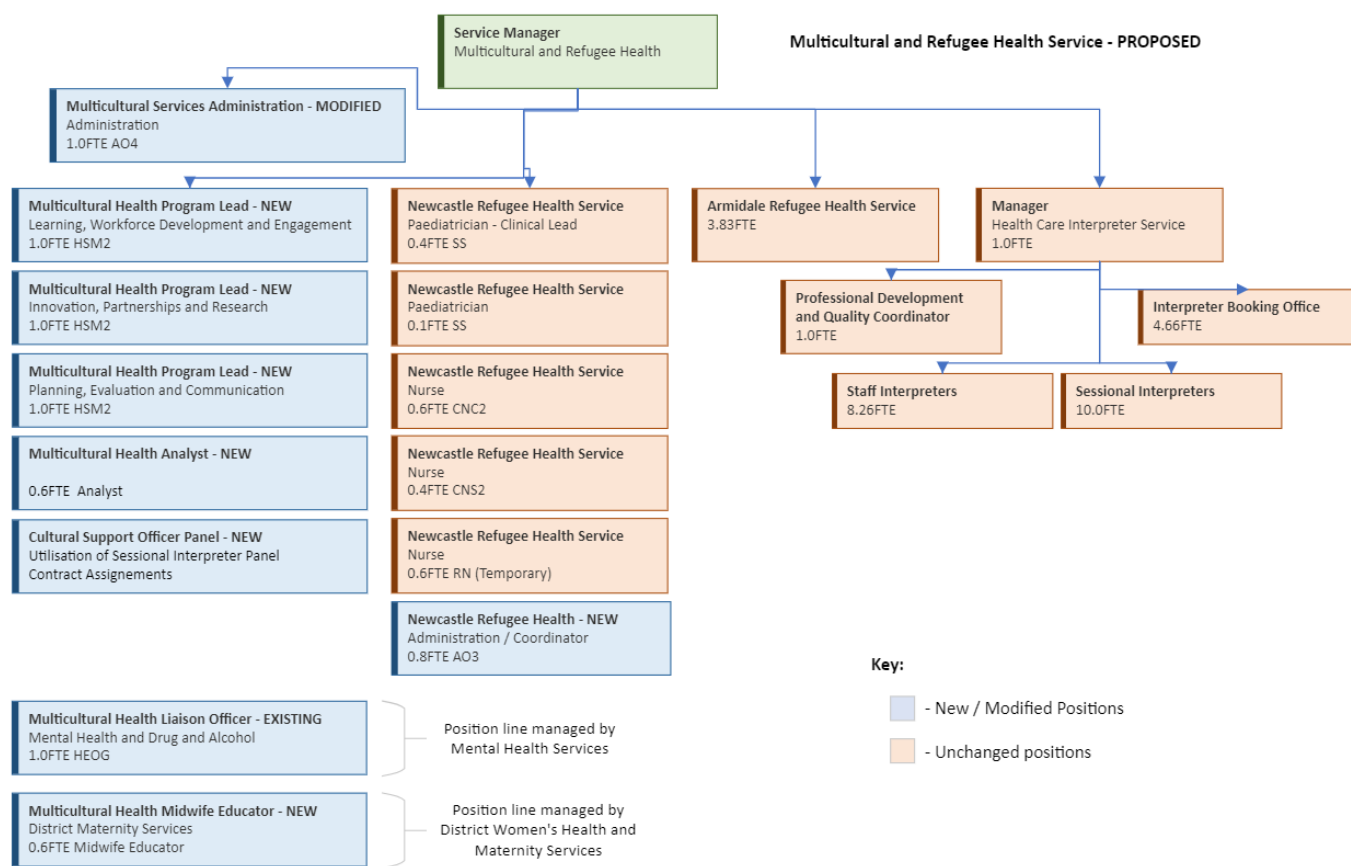 Service Manager
Multicultural and Refugee Health
Multicultural and Refugee Health Service - PROPOSED
Multicultural Services Administration - MODIFIED
Administration
1.0FTE AO4
Multicultural Health Program Lead - NEW
Learning, Workforce Development and Engagement
1.0FTE HSM2
Multicultural Health Program Lead - NEW
Innovation, Partnerships and Research
1.0FTE HSM2
Multicultural Health Program Lead - NEW
Planning, Evaluation and Communication
1.0FTE HSM2
Multicultural Health Analyst - NEW
0.6FTE  Analyst
Cultural Support Officer Panel - NEW
Utilisation of Sessional Interpreter Panel
Contract Assignements
Newcastle Refugee Health Service
Paediatrician - Clinical Lead
0.4FTE SS
Newcastle Refugee Health Service
Paediatrician
0.1FTE SS
Newcastle Refugee Health Service
Nurse
0.6FTE CNC2
Newcastle Refugee Health Service
Nurse
0.4FTE CNS2
Newcastle Refugee Health Service
Nurse
0.6FTE RN (Temporary)
Newcastle Refugee Health - NEW
Administration / Coordinator
0.8FTE AO3
Armidale Refugee Health Service
3.83FTE
Manager
Health Care Interpreter Service
1.0FTE
Professional Development
and Quality Coordinator
1.0FTE
Interpreter Booking Office
4.66FTE
Staff Interpreters
8.26FTE
Sessional Interpreters
10.0FTE
Multicultural Health Liaison Officer - EXISTING
Mental Health and Drug and Alcohol
1.0FTE HEOG
Position line managed by
Mental Health Services
Multicultural Health Midwife Educator - NEW
District Maternity Services
0.6FTE Midwife Educator
Position line managed by
District Women's Health and
Maternity Services
Key:
- New / Modified Positions
- Unchanged positions